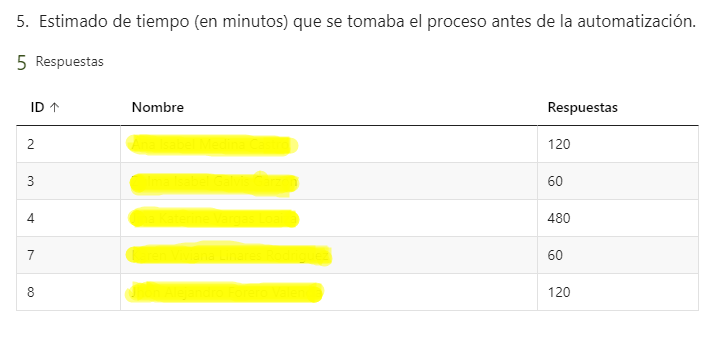 5. Estimado de tiempo (en minutos) que se tomaba el proceso antes de la automatización.
5 Respuestas
ID ↑ Nombre Respuestas
2 120
3 60
4 480
7 60
8 120